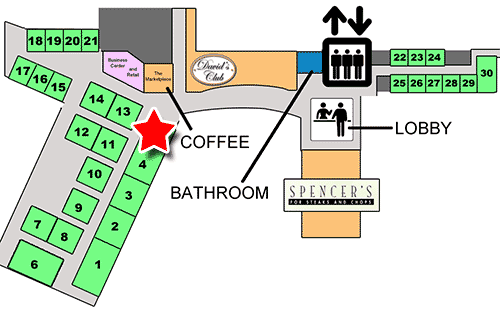 18 19 20 21
Business
Center
and
Retail
The
Marketplace
David's
Club
22 23 24
30
17 16 15
25 26 27 28 29
14 13
COFFEE
LOBBY
12 11
4
BATHROOM
10
3
SPENCER'S
FOR STEAKS AND CHOPS
9
2
7 8
6
1